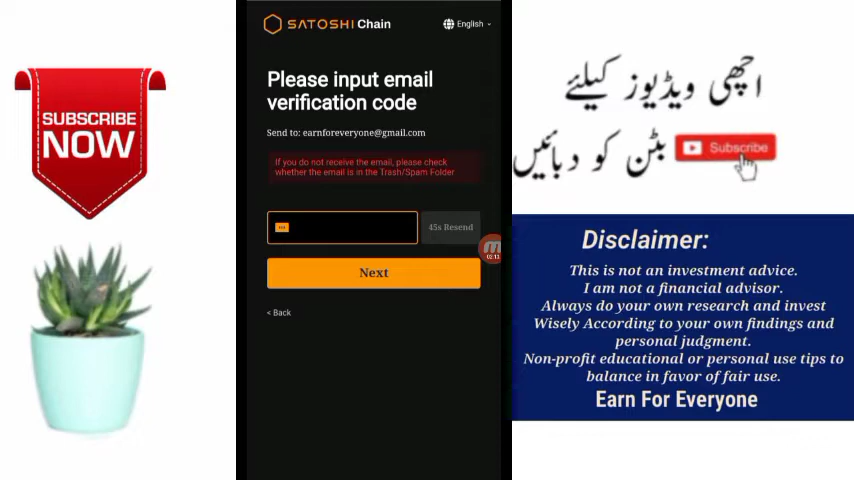 SUBSCRIBE
NOW
SATOSHI Chain
English
Please input email
verification code
Send to: earnforeveryone@gmail.com
If you do not receive the email, please check
whether the email is in the Trash/Spam Folder
45s Resend
02:11
Next
< Back
اچھی ویڈیوز کیلئے
بٹن کو دبائیں
Subscribe
Disclaimer:
This is not an investment advice.
I am not a financial advisor.
Always do your own research and invest
Wisely According to your own findings and
personal judgment.
Non-profit educational or personal use tips to
balance in favor of fair use.
Earn For Everyone